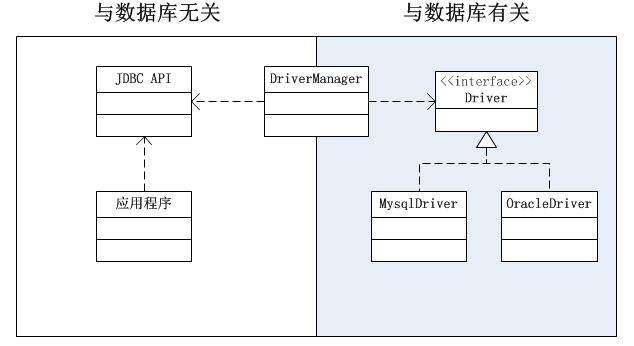 与数据库无关
与数据库有关
JDBC API
DriverManager
<<interface>>
Driver
应用程序
MysqlDriver
OracleDriver